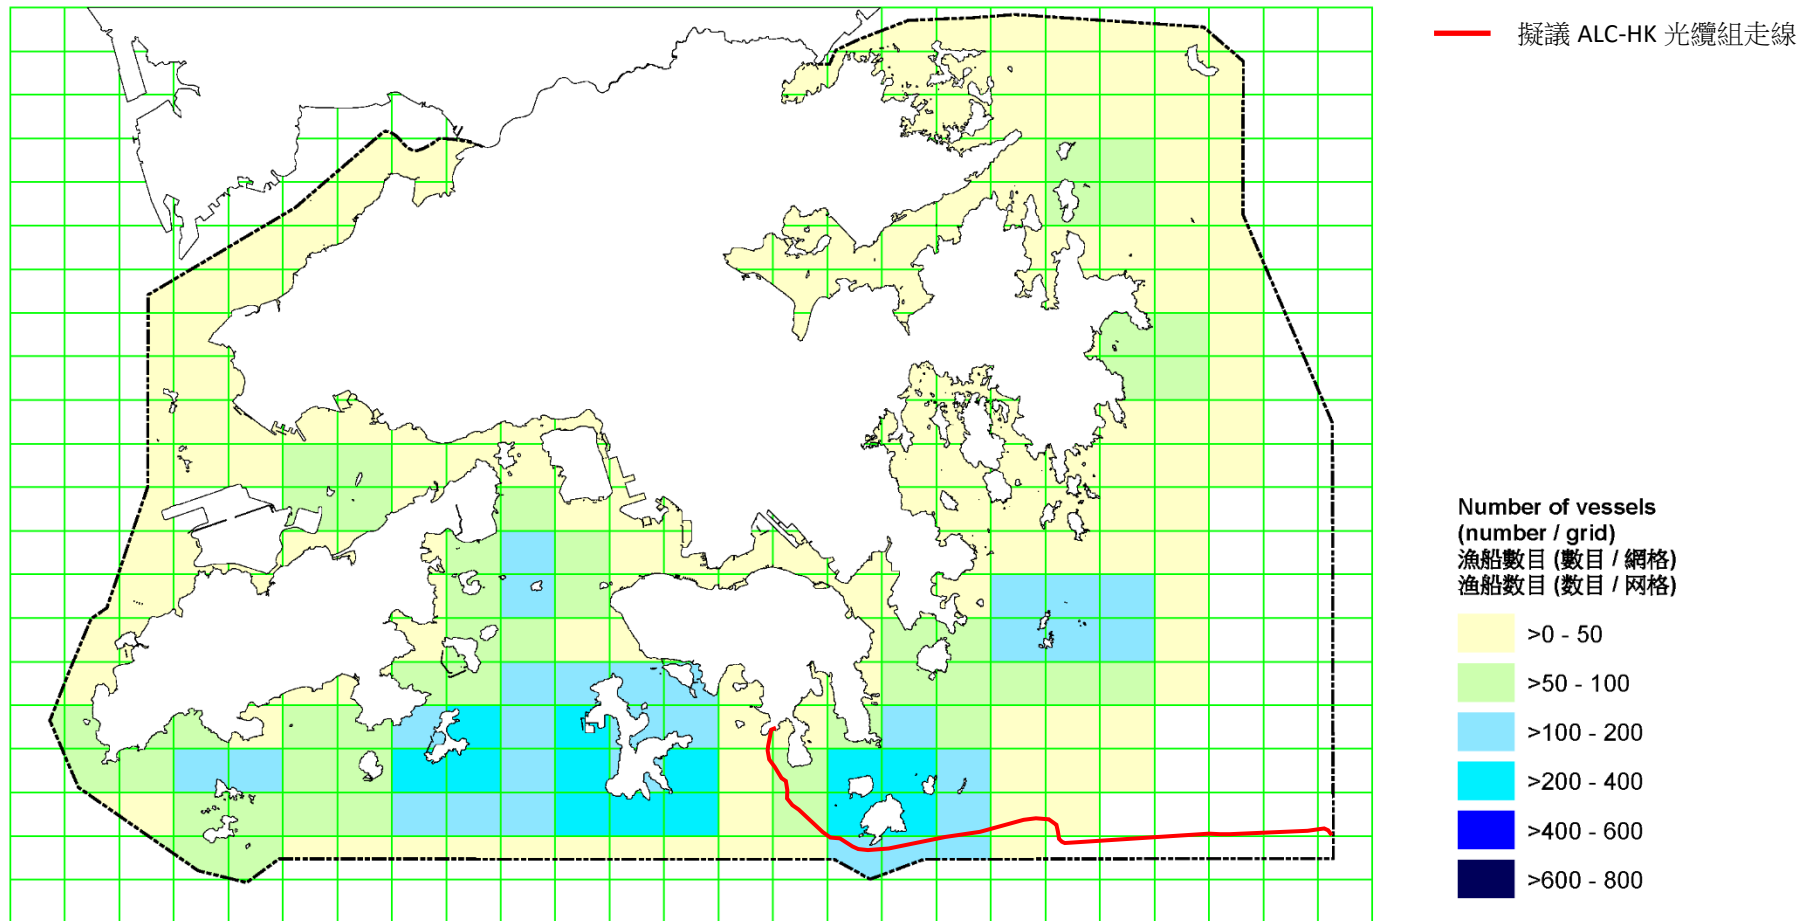 擬議 ALC-HK 光纜組走線
Number of vessels
(number / grid)
漁船數目 (數目 / 網格)
渔船数目 (数目 / 网格)
>0 - 50
>50 - 100
>100 - 200
>200 - 400
>400 - 600
>600 - 800